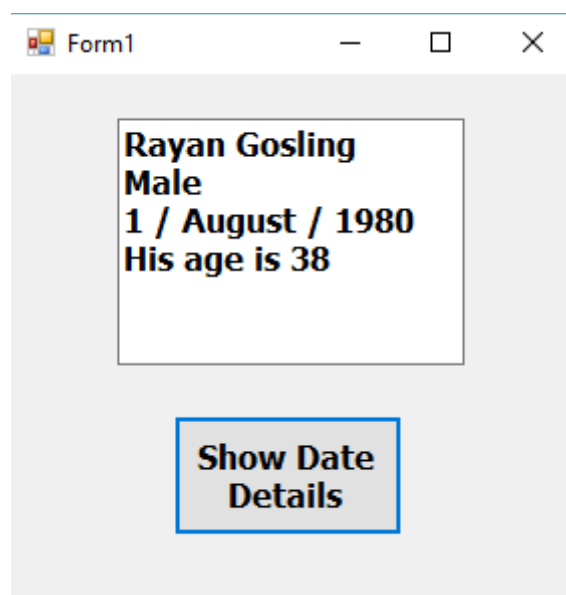 Form1
Rayan Gosling
Male
1 / August / 1980
His age is 38
Show Date
Details